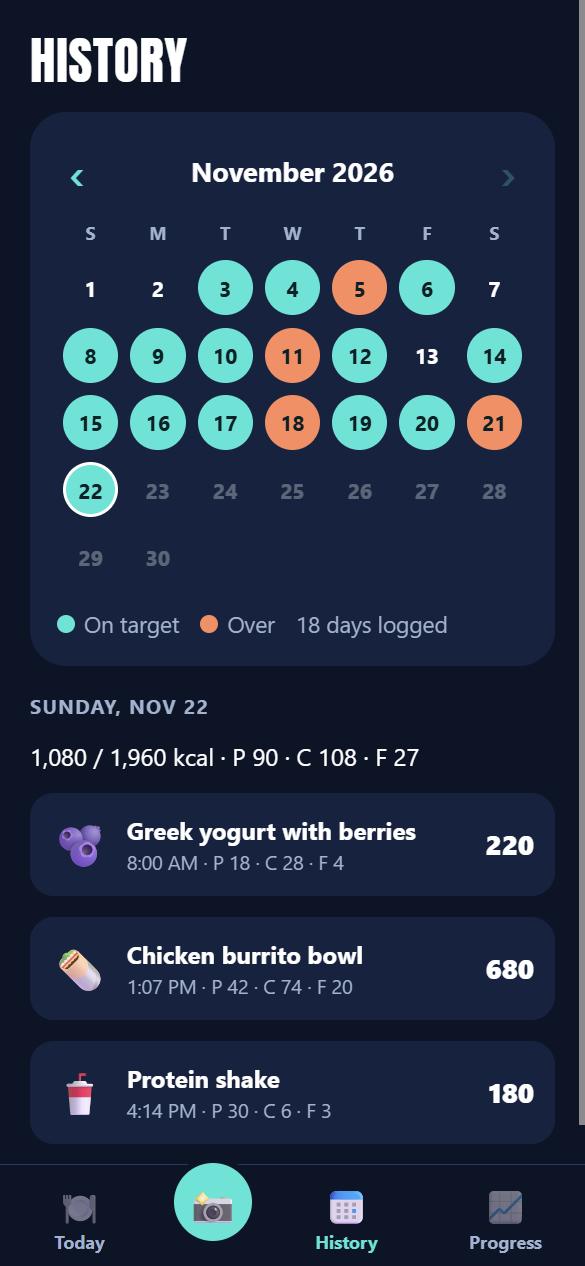 HISTORY
‹ November 2026 ›
S M T W T F S
1 2 3 4 5 6 7
8 9 10 11 12 13 14
15 16 17 18 19 20 21
22 23 24 25 26 27 28
29 30
On target Over 18 days logged
SUNDAY, NOV 22
1,080 / 1,960 kcal · P 90 · C 108 · F 27
Greek yogurt with berries
8:00 AM · P 18 · C 28 · F 4
220
Chicken burrito bowl
1:07 PM · P 42 · C 74 · F 20
680
Protein shake
4:14 PM · P 30 · C 6 · F 3
180
Today History Progress